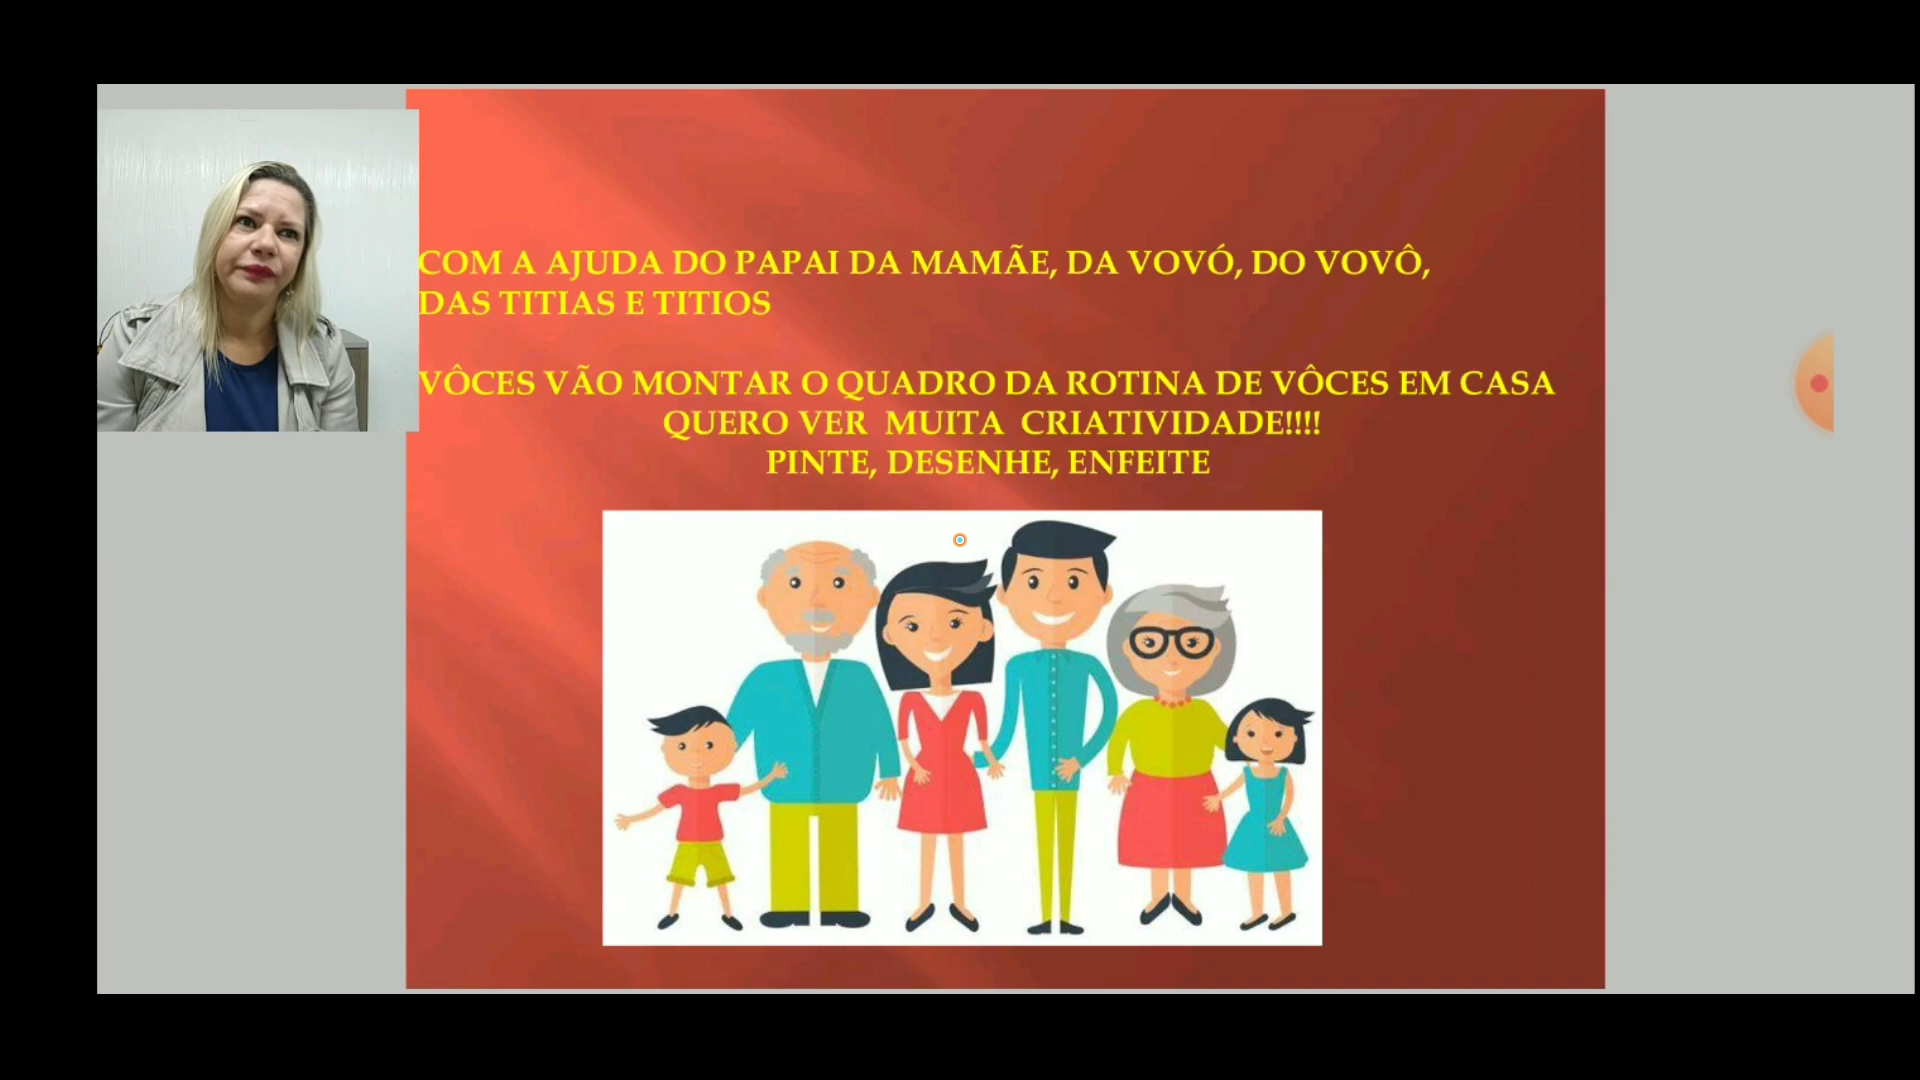 COM A AJUDA DO PAPAI DA MAMÃE, DA VOVÓ, DO VOVÔ,
DAS TITIAS E TITIOS
VÔCES VÃO MONTAR O QUADRO DA ROTINA DE VÔCES EM CASA
QUERO VER MUITA CRIATIVIDADE!!!!
PINTE, DESENHE, ENFEITE